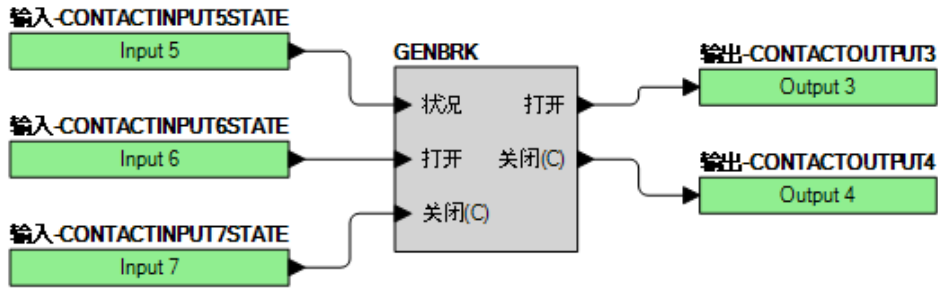 输入-CONTACTINPUT5STATE
Input 5
输入-CONTACTINPUT6STATE
Input 6
输入-CONTACTINPUT7STATE
Input 7
GENBRK
状况 打开
打开 关闭(C)
关闭(C)
输出-CONTACTOUTPUT3
Output 3
输出-CONTACTOUTPUT4
Output 4